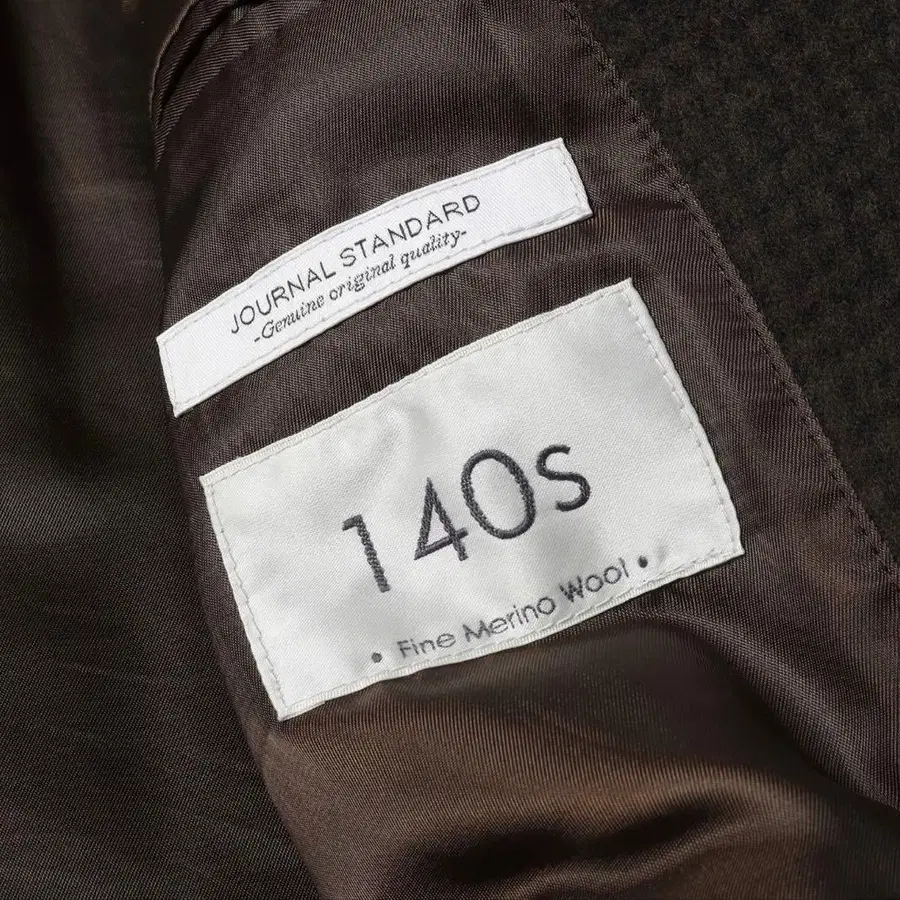 JOURNAL STANDARD
-Genuine original quality-
140s
• Fine Merino Wool •